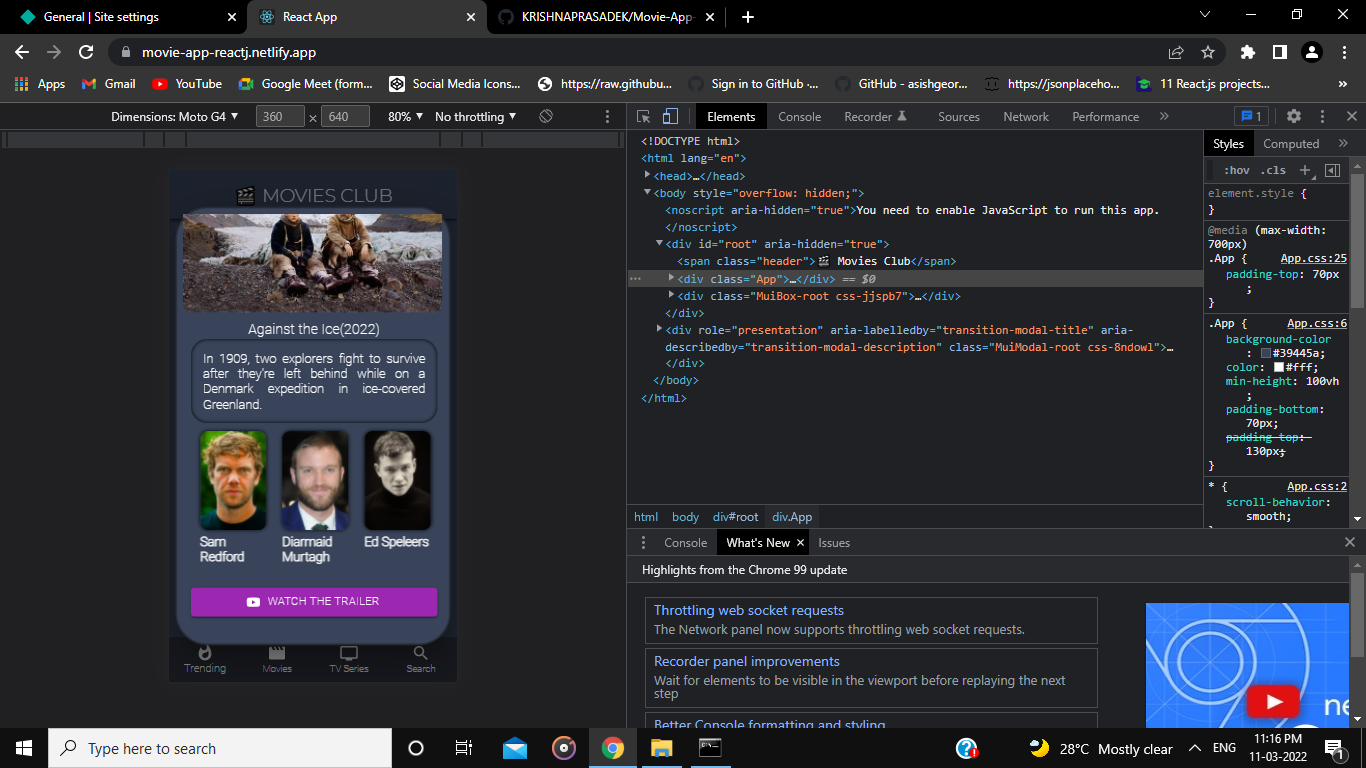 General | Site settings
React App
KRISHNAPRASADEK/Movie-App-
movie-app-reactj.netlify.app
Apps
Gmail
YouTube
Google Meet (form...
Social Media Icons...
https://raw.githubu...
Sign in to GitHub ·...
GitHub - asishgeor...
https://jsonplaceho...
11 React.js projects...
»
Dimensions: Moto G4 ▼
360
×
640
80% ▼
No throttling ▼
Elements
Console
Recorder
Sources
Network
Performance
»
1
🎬 MOVIES CLUB
Against the Ice(2022)
In 1909, two explorers fight to survive
after they're left behind while on a
Denmark expedition in ice-covered
Greenland.
Sam
Redford
Diarmaid
Murtagh
Ed Speleers
WATCH THE TRAILER
Trending
Movies
TV Series
Search
<!DOCTYPE html>
<html lang="en">
<head>…</head>
<body style="overflow: hidden;">
<noscript aria-hidden="true">You need to enable JavaScript to run this app.
</noscript>
<div id="root" aria-hidden="true">
<span class="header">🎬 Movies Club</span>
<div class="App">…</div> == $0
<div class="MuiBox-root css-jjspb7">…</div>
</div>
<div role="presentation" aria-labelledby="transition-modal-title" aria-
describedby="transition-modal-description" class="MuiModal-root css-8ndowl">…
</div>
</body>
</html>
html
body
div#root
div.App
Styles
Computed
»
:hov
.cls
element.style {
}
@media (max-width:
700px)
.App {
App.css:25
padding-top: 70px
;
}
.App {
App.css:6
background-color
: #39445a;
color: #fff;
min-height: 100vh
;
padding-bottom:
70px;
padding-top:
130px;
}
* {
App.css:2
scroll-behavior:
smooth;
Console
What's New
Issues
Highlights from the Chrome 99 update
Throttling web socket requests
The Network panel now supports throttling web socket requests.
Recorder panel improvements
Wait for elements to be visible in the viewport before replaying the next
step
Better Console formatting and styling
ne
Type here to search
28°C Mostly clear
ENG
11:16 PM
11-03-2022
1